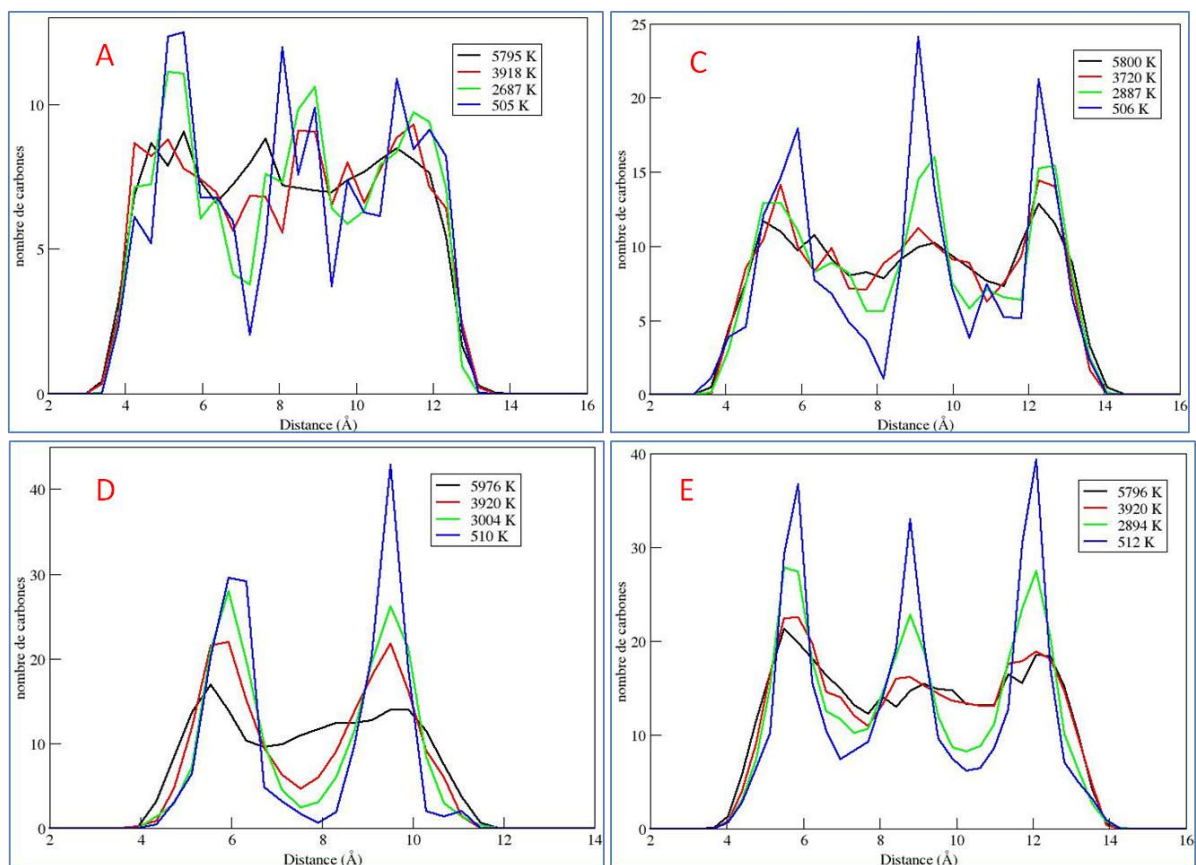 A
5795 K
3918 K
2687 K
505 K
nombre de carbones
10
5
0
2 4 6 8 10 12 14 16
Distance (Å)
C
5800 K
3720 K
2887 K
506 K
nombre de carbones
25
20
15
10
5
0
2 4 6 8 10 12 14 16
Distance (Å)
D
5976 K
3920 K
3004 K
510 K
nombre de carbones
40
30
20
10
0
4 6 8 10 12 14
Distance (Å)
E
5796 K
3920 K
2894 K
512 K
nombre de carbones
40
30
20
10
0
2 4 6 8 10 12 14 16
Distance (Å)